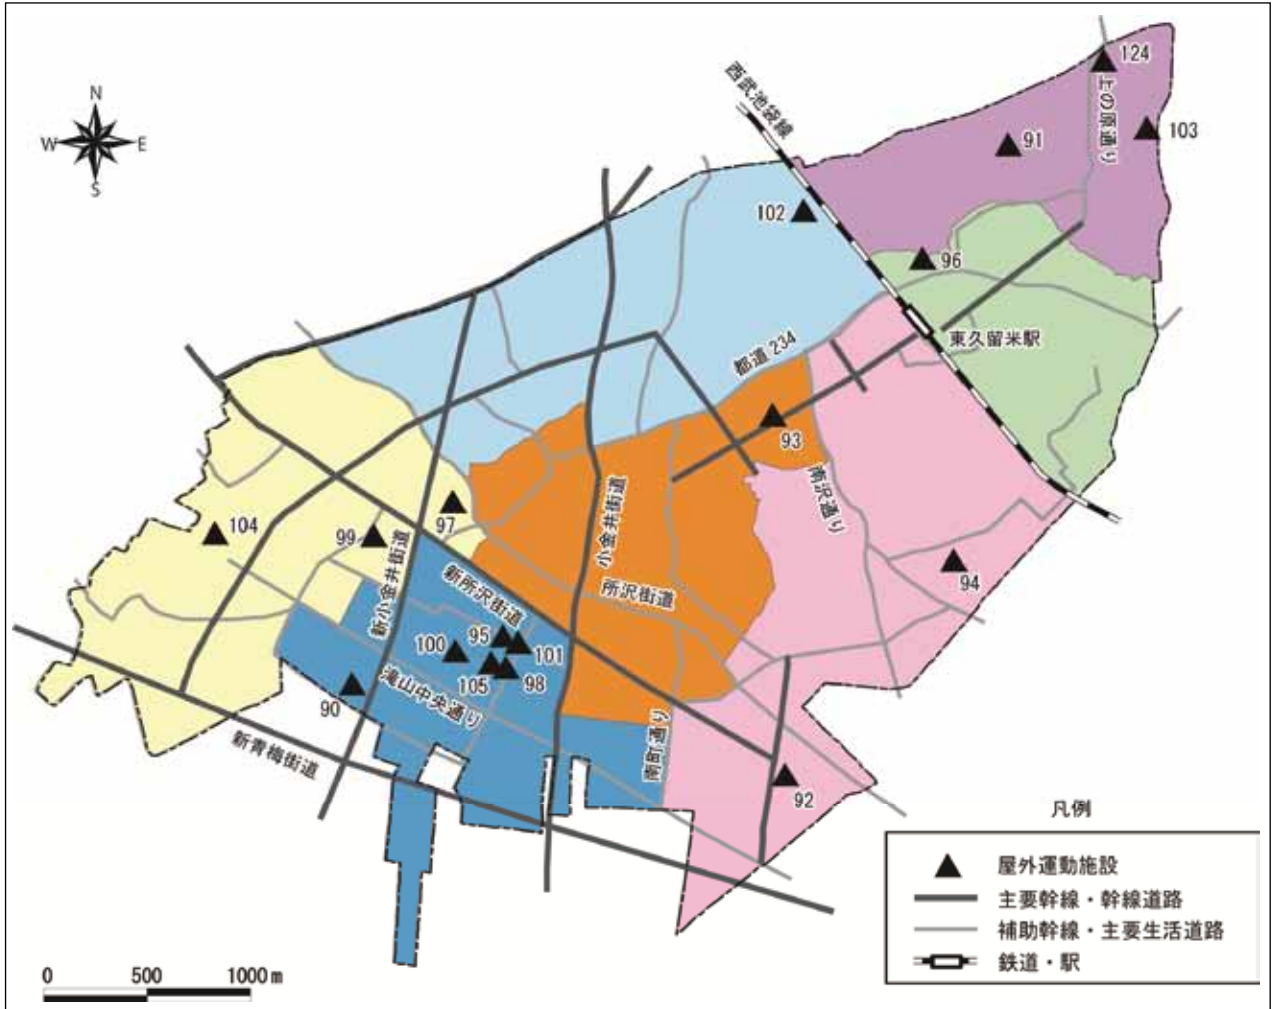 124
西武池袋線
N
上の原通り
103
W
E
91
S
102
96
東久留米駅
都道 234
93
南沢通り
97
小金井街道
104
99
新小金井街道
94
所沢街道
新所沢街道
95
100
101
105
98
滝山中央通り
90
南町通り
新青梅街道
92
凡例
屋外運動施設
主要幹線・幹線道路
補助幹線・主要生活道路
鉄道・駅
0 500 1000m